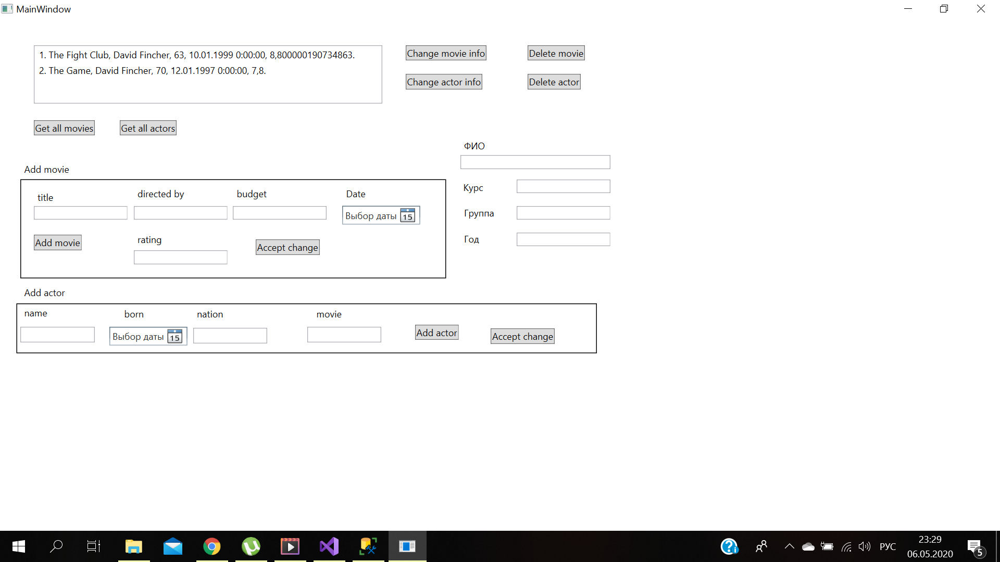 MainWindow
1. The Fight Club, David Fincher, 63, 10.01.1999 0:00:00, 8,800000190734863.
2. The Game, David Fincher, 70, 12.01.1997 0:00:00, 7,8.
Change movie info
Delete movie
Change actor info
Delete actor
Get all movies
Get all actors
ФИО
Курс
Группа
Год
Add movie
title
directed by
budget
Date
Выбор даты
15
Add movie
rating
Accept change
Add actor
name
born
nation
movie
Выбор даты
15
Add actor
Accept change
РУС
23:29
06.05.2020
5